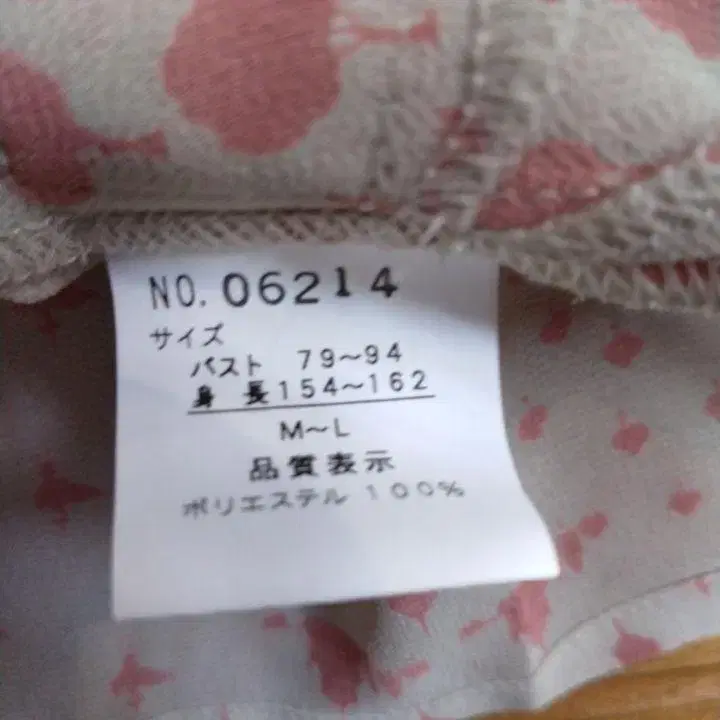 NO. 06214
サイズ
バスト 79～94
身長154～162
M～L
品質表示
ポリエステル 100%